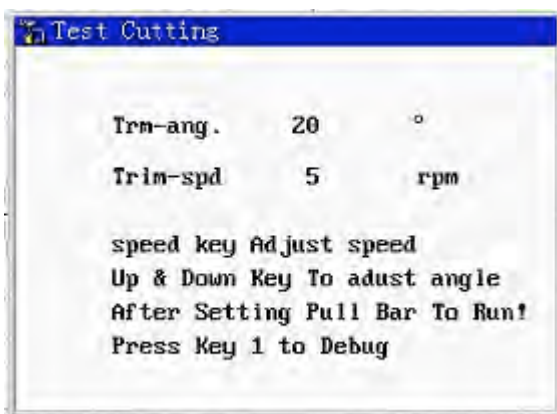 Test Cutting
Trm-ang. 20 °
Trim-spd 5 rpm
speed key Adjust speed
Up & Down Key To adust angle
After Setting Pull Bar To Run!
Press Key 1 to Debug